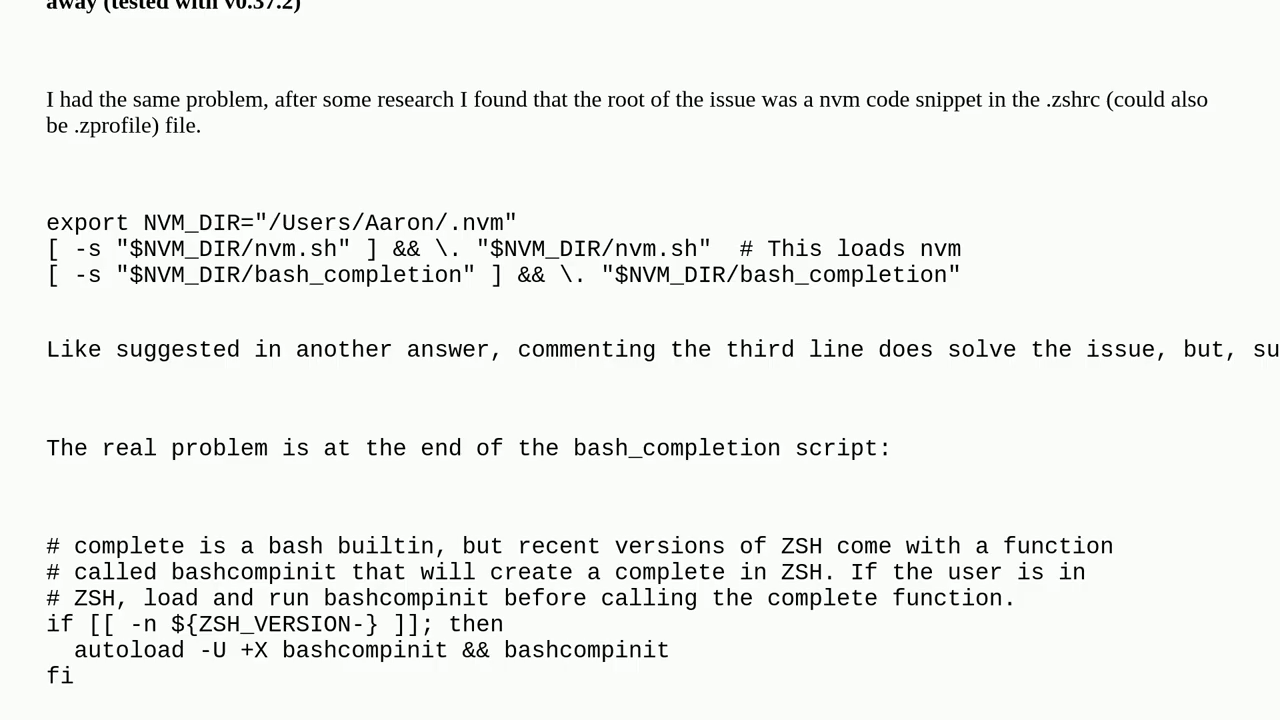 away (tested with v0.37.2)
I had the same problem, after some research I found that the root of the issue was a nvm code snippet in the .zshrc (could also
be .zprofile) file.
export NVM_DIR="/Users/Aaron/.nvm"
[ -s "$NVM_DIR/nvm.sh" ] && \. "$NVM_DIR/nvm.sh"  # This loads nvm
[ -s "$NVM_DIR/bash_completion" ] && \. "$NVM_DIR/bash_completion"
Like suggested in another answer, commenting the third line does solve the issue, but, su
The real problem is at the end of the bash_completion script:
# complete is a bash builtin, but recent versions of ZSH come with a function
# called bashcompinit that will create a complete in ZSH. If the user is in
# ZSH, load and run bashcompinit before calling the complete function.
if [[ -n ${ZSH_VERSION-} ]]; then
  autoload -U +X bashcompinit && bashcompinit
fi